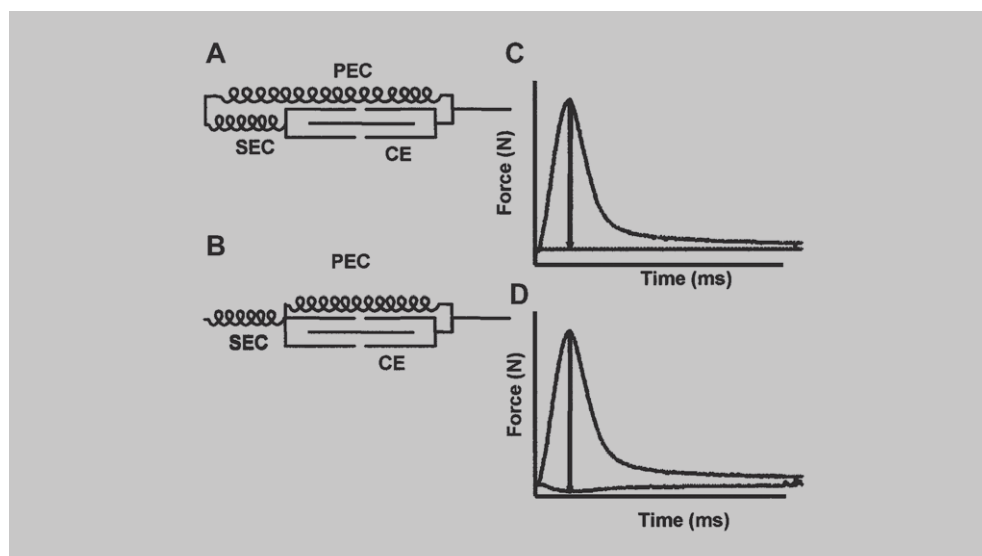 A
PEC
SEC
CE
B
PEC
SEC
CE
C
Force (N)
Time (ms)
D
Force (N)
Time (ms)